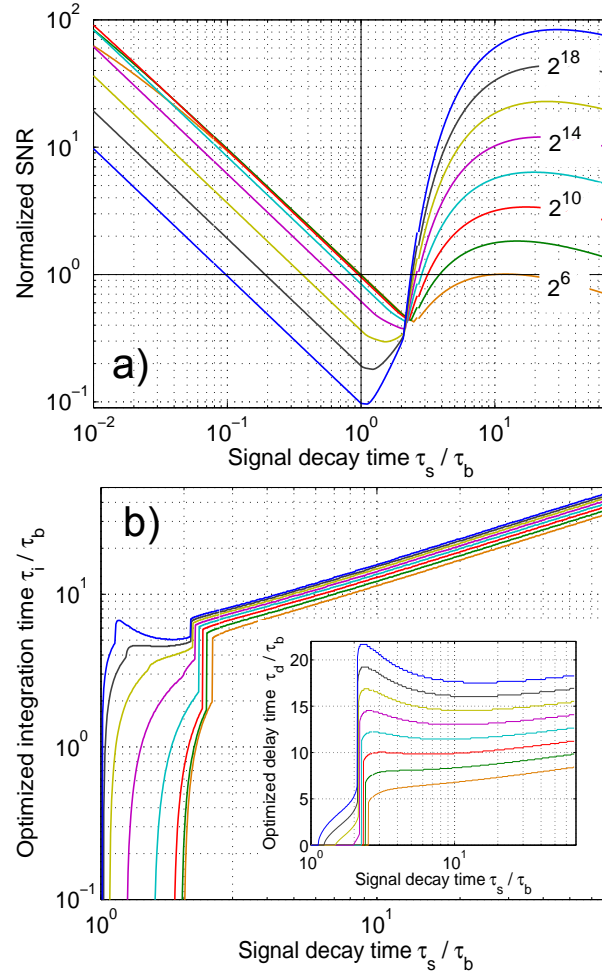 a)
Normalized SNR
10^2
10^1
10^0
10^-1
2^18
2^14
2^10
2^6
10^-2 10^-1 10^0 10^1
Signal decay time τ_s / τ_b
b)
Optimized integration time τ_i / τ_b
10^1
10^0
10^-1
10^0 10^1
Signal decay time τ_s / τ_b
Optimized delay time τ_d / τ_b
20
15
10
5
0
10^0 10^1
Signal decay time τ_s / τ_b